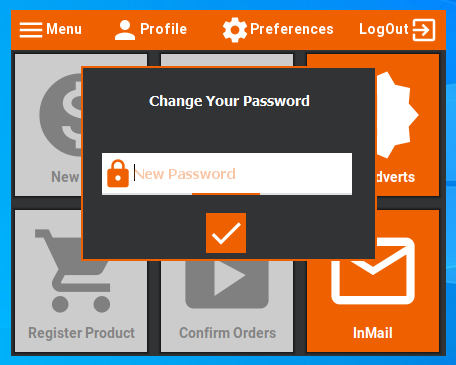 Menu Profile Preferences LogOut
Change Your Password
New Password
New
dverts
Register Product Confirm Orders InMail